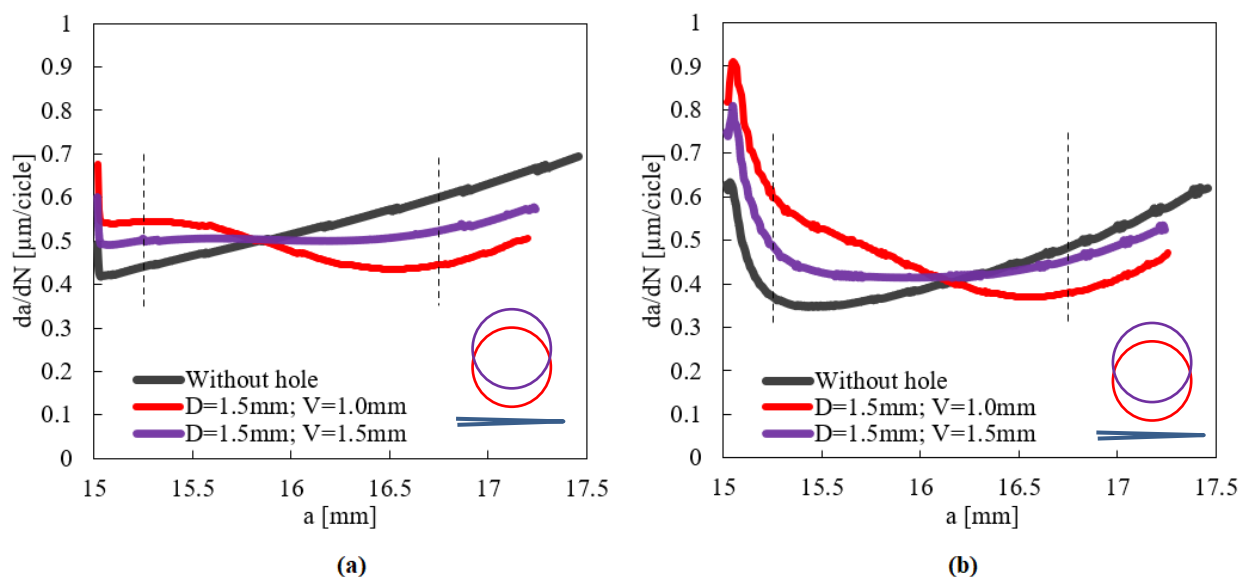 1
0.9
0.8
0.7
0.6
0.5
0.4
0.3
0.2
0.1
0
da/dN [µm/cicle]
Without hole
D=1.5mm; V=1.0mm
D=1.5mm; V=1.5mm
15 15.5 16 16.5 17 17.5
a [mm]
(a)
1
0.9
0.8
0.7
0.6
0.5
0.4
0.3
0.2
0.1
0
da/dN [µm/cicle]
Without hole
D=1.5mm; V=1.0mm
D=1.5mm; V=1.5mm
15 15.5 16 16.5 17 17.5
a [mm]
(b)